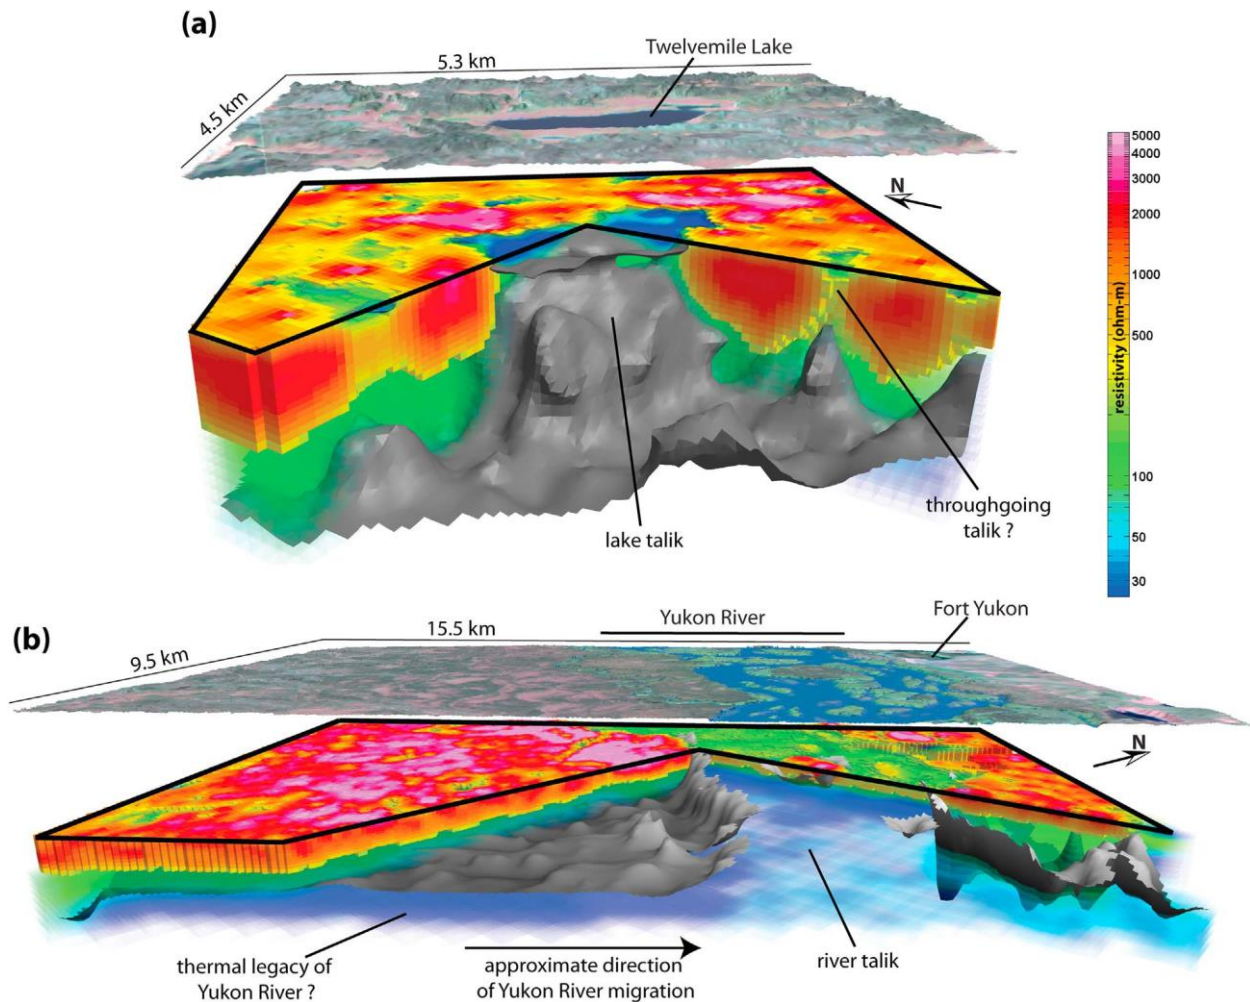 (a)
Twelvemile Lake
5.3 km
4.5 km
N
5000
4000
3000
2000
1000
500
100
50
30
resistivity (ohm-m)
throughgoing
talik ?
lake talik
(b)
Yukon River
Fort Yukon
15.5 km
9.5 km
N
thermal legacy of
Yukon River ?
approximate direction
of Yukon River migration
river talik